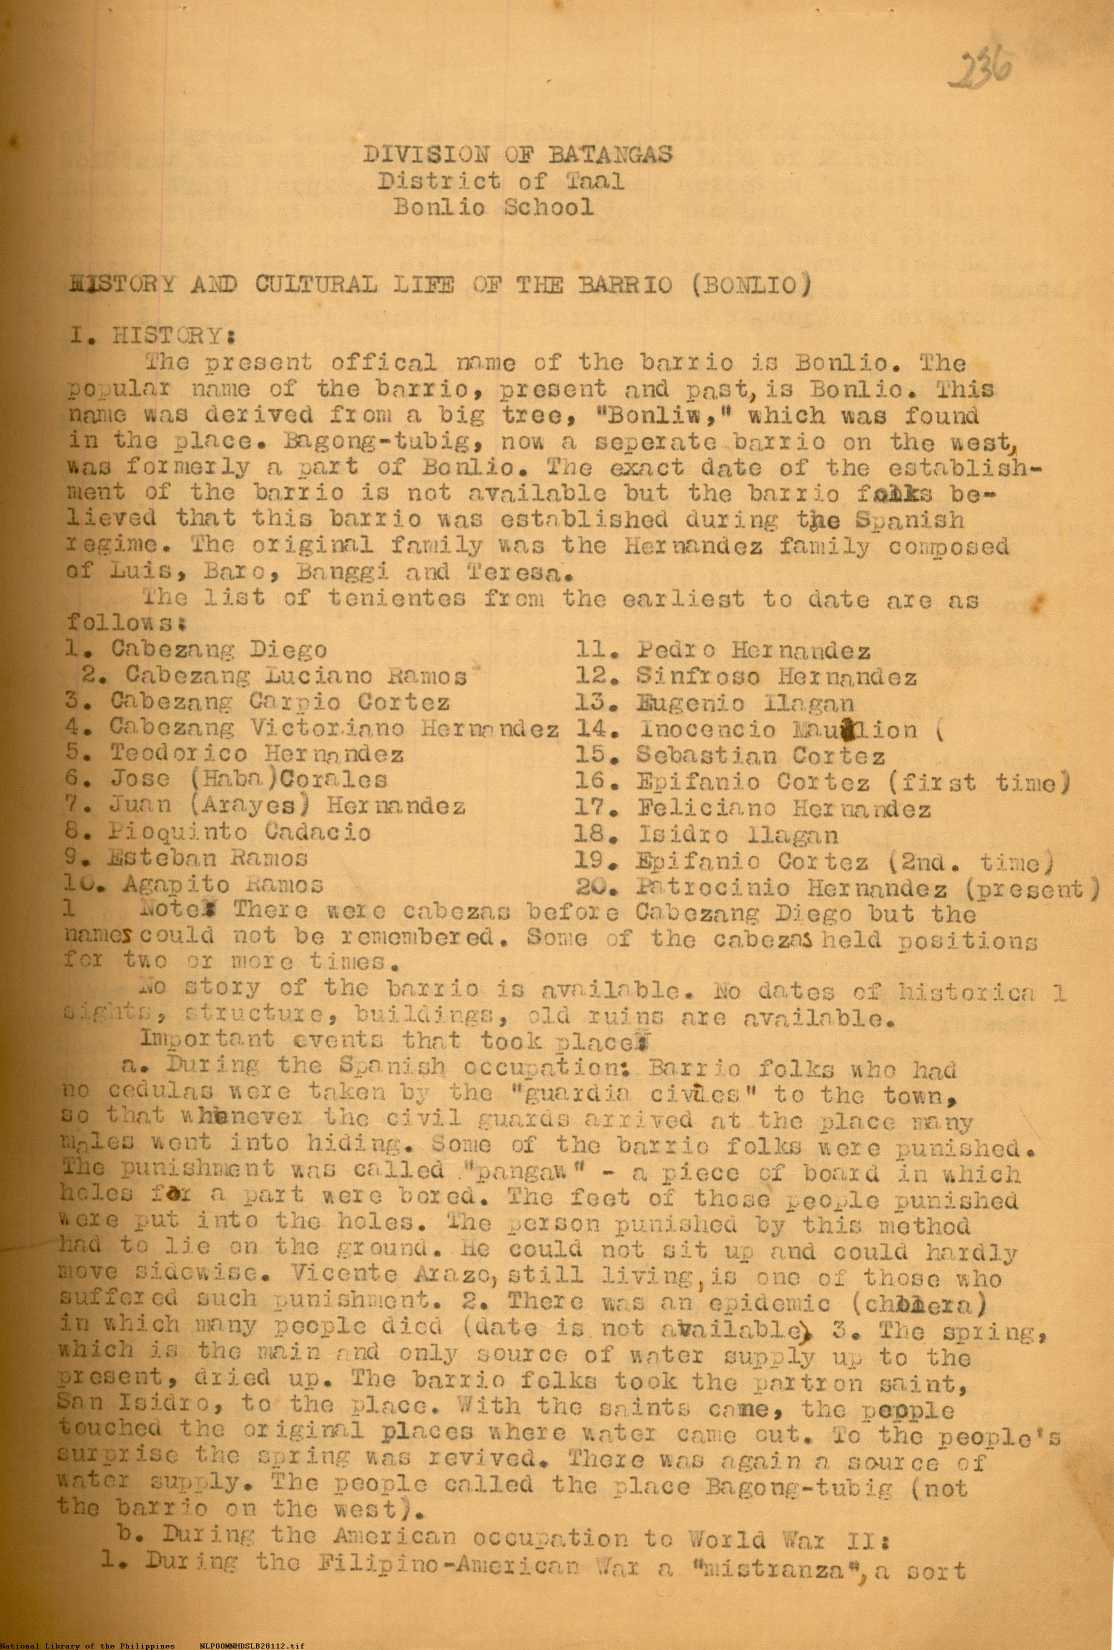 236
DIVISION OF BATANGAS
District of Taal
Bonlio School
HISTORY AND CULTURAL LIFE OF THE BARRIO (BONLIO)
I. HISTORY:
The present offical name of the barrio is Bonlio. The
popular name of the barrio, present and past, is Bonlio. This
name was derived from a big tree, "Bonliw," which was found
in the place. Bagong-tubig, now a seperate barrio on the west,
was formerly a part of Bonlio. The exact date of the establish-
ment of the barrio is not available but the barrio folks be-
lieved that this barrio was established during the Spanish
regime. The original family was the Hernandez family composed
of Luis, Baro, Banggi and Teresa.
The list of tenientes from the earliest to date are as
follows:
1. Cabezang Diego 11. Pedro Hernandez
2. Cabezang Luciano Ramos 12. Sinfroso Hernandez
3. Cabezang Carpio Cortez 13. Eugenio Ilagan
4. Cabezang Victoriano Hernandez 14. Inocencio Maullion (
5. Teodorico Hernandez 15. Sebastian Cortez
6. Jose (Haba)Corales 16. Epifanio Cortez (first time)
7. Juan (Arayes) Hernandez 17. Feliciano Hernandez
8. Pioquinto Cadacio 18. Isidro Ilagan
9. Esteban Ramos 19. Epifanio Cortez (2nd. time)
10. Agapito Ramos 20. Patrocinio Hernandez (present)
1 Note: There were cabezas before Cabezang Diego but the
names could not be remembered. Some of the cabezas held positions
for two or more times.
No story of the barrio is available. No dates of historica l
sights, structure, buildings, old ruins are available.
Important events that took place:
a. During the Spanish occupation: Barrio folks who had
no cedulas were taken by the "guardia civiles" to the town,
so that whenever the civil guards arrived at the place many
males went into hiding. Some of the barrio folks were punished.
The punishment was called "pangaw" - a piece of board in which
holes for a part were bored. The feet of those people punished
were put into the holes. The person punished by this method
had to lie on the ground. He could not sit up and could hardly
move sidewise. Vicente Arazo, still living, is one of those who
suffered such punishment. 2. There was an epidemic (cholera)
in which many people died (date is not available) 3. The spring,
which is the main and only source of water supply up to the
present, dried up. The barrio folks took the partron saint,
San Isidro, to the place. With the saints came, the people
touched the original places where water came out. To the people's
surprise the spring was revived. There was again a source of
water supply. The people called the place Bagong-tubig (not
the barrio on the west).
b. During the American occupation to World War II:
1. During the Filipino-American War a "mistranza", a sort
National Library of the Philippines NLP00MNHDSLB20112.tif